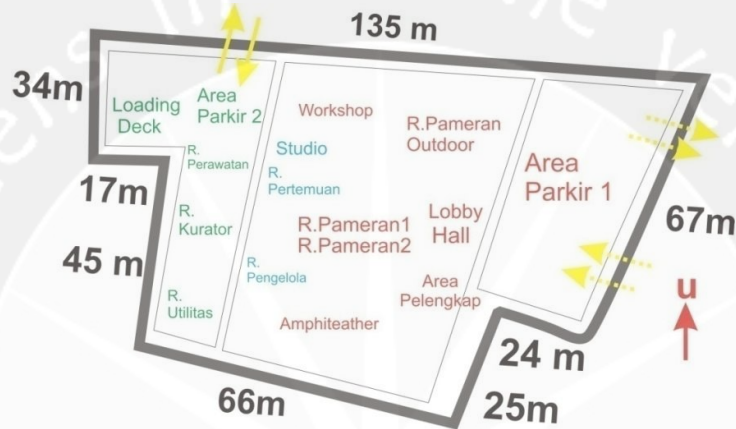 135 m
34m
Loading
Deck
Area
Parkir 2
Workshop
R.Pameran
Outdoor
Studio
R.
Perawatan
R.
Pertemuan
Area
Parkir 1
17m
R.
Kurator
R.Pameran1
R.Pameran2
Lobby
Hall
67m
45 m
R.
Pengelola
Area
Pelengkap
u
R.
Utilitas
Amphiteather
24 m
66m
25m